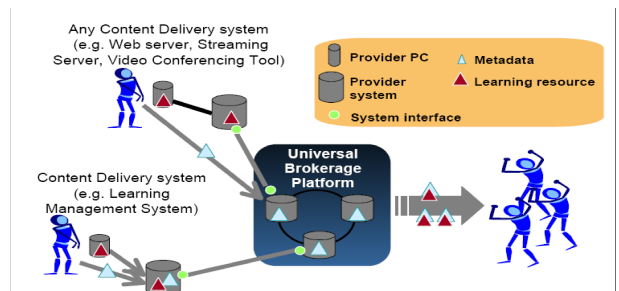 Any Content Delivery system
(e.g. Web server, Streaming
Server, Video Conferencing Tool)
Provider PC
Metadata
Provider
system
Learning resource
System interface
Universal
Brokerage
Platform
Content Delivery system
(e.g. Learning
Management System)